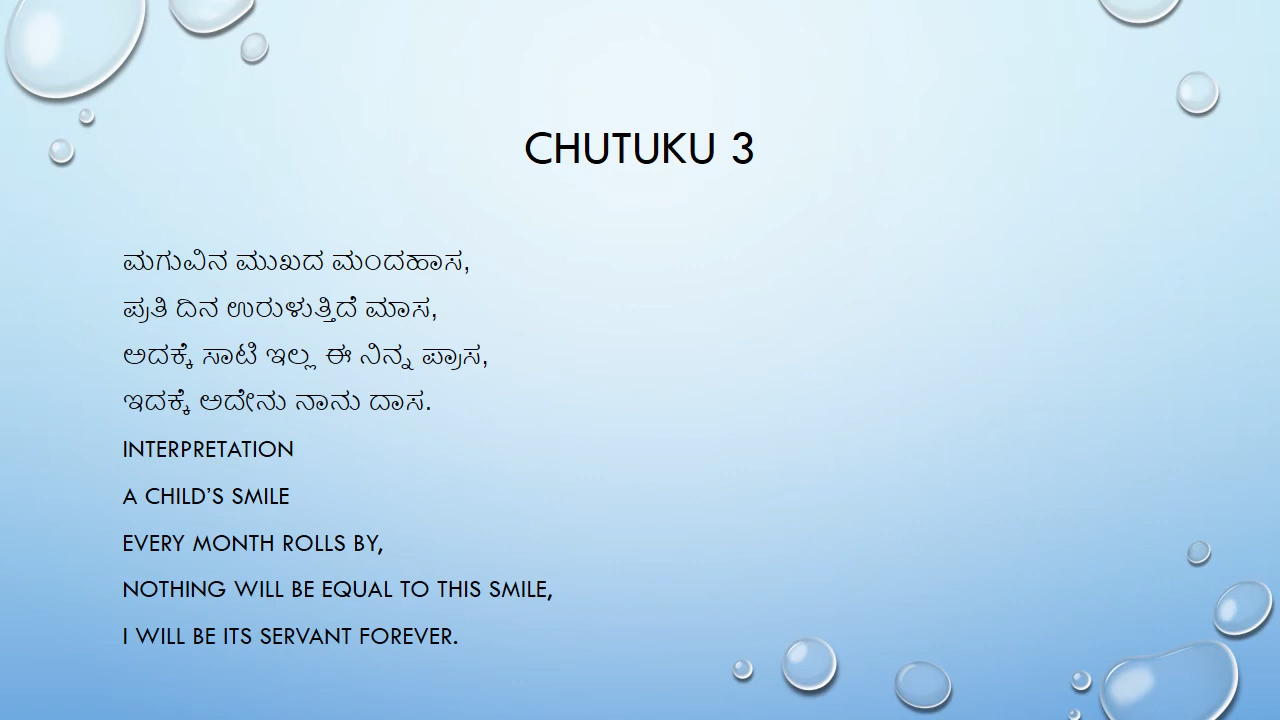 CHUTUKU 3
ಮಗುವಿನ ಮುಖದ ಮಂದಹಾಸ,
ಪ್ರತಿ ದಿನ ಉರುಳುತ್ತಿದೆ ಮಾಸ,
ಅದಕ್ಕೆ ಸಾಟಿ ಇಲ್ಲ ಈ ನಿನ್ನ ಪ್ರಾಸ,
ಇದಕ್ಕೆ ಅದೇನು ನಾನು ದಾಸ.
INTERPRETATION
A CHILD’S SMILE
EVERY MONTH ROLLS BY,
NOTHING WILL BE EQUAL TO THIS SMILE,
I WILL BE ITS SERVANT FOREVER.